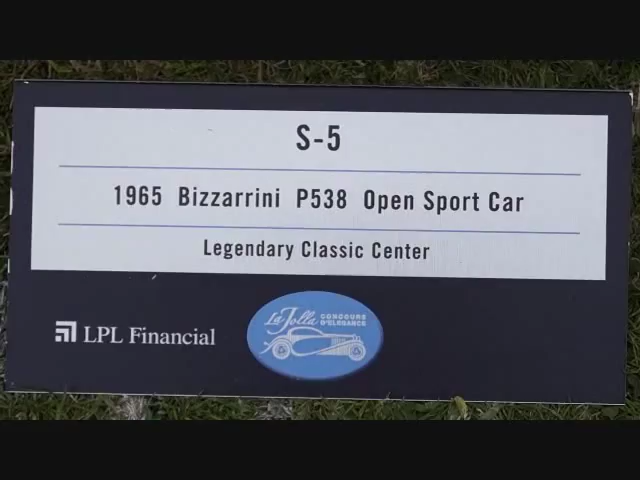 S-5
1965 Bizzarrini P538 Open Sport Car
Legendary Classic Center
LPL Financial
La Jolla
CONCOURS
D'ELEGANCE